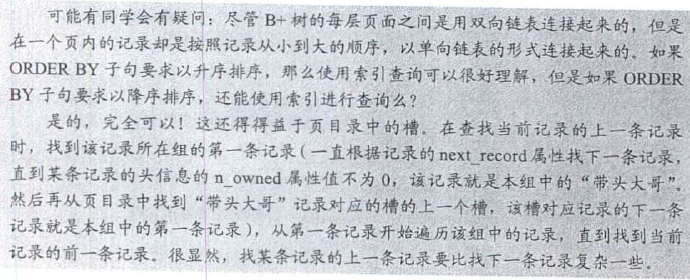 可能有同学会有疑问：尽管 B+ 树的每层页面之间是用双向链表连接起来的，但是
在一个页内的记录却是按照记录从小到大的顺序，以单向链表的形式连接起来的。如果
ORDER BY 子句要求以升序排序，那么使用索引查询可以很好理解，但是如果 ORDER
BY 子句要求以降序排序，还能使用索引进行查询么？
是的，完全可以！这还得得益于页目录中的槽。在查找当前记录的上一条记录
时，找到该记录所在组的第一条记录（一直根据记录的 next_record 属性找下一条记录，
直到某条记录的头信息的 n_owned 属性值不为 0，该记录就是本组中的“带头大哥”。
然后再从页目录中找到“带头大哥”记录对应的槽的上一个槽，该槽对应记录的下一条
记录就是本组中的第一条记录），从第一条记录开始遍历该组中的记录，直到找到当前
记录的前一条记录。很显然，找某条记录的上一条记录要比找下一条记录复杂一些。